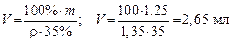 V = 100%·m / ρ·35% ; V = 100·1.25 / 1,35·35 = 2,65 мл